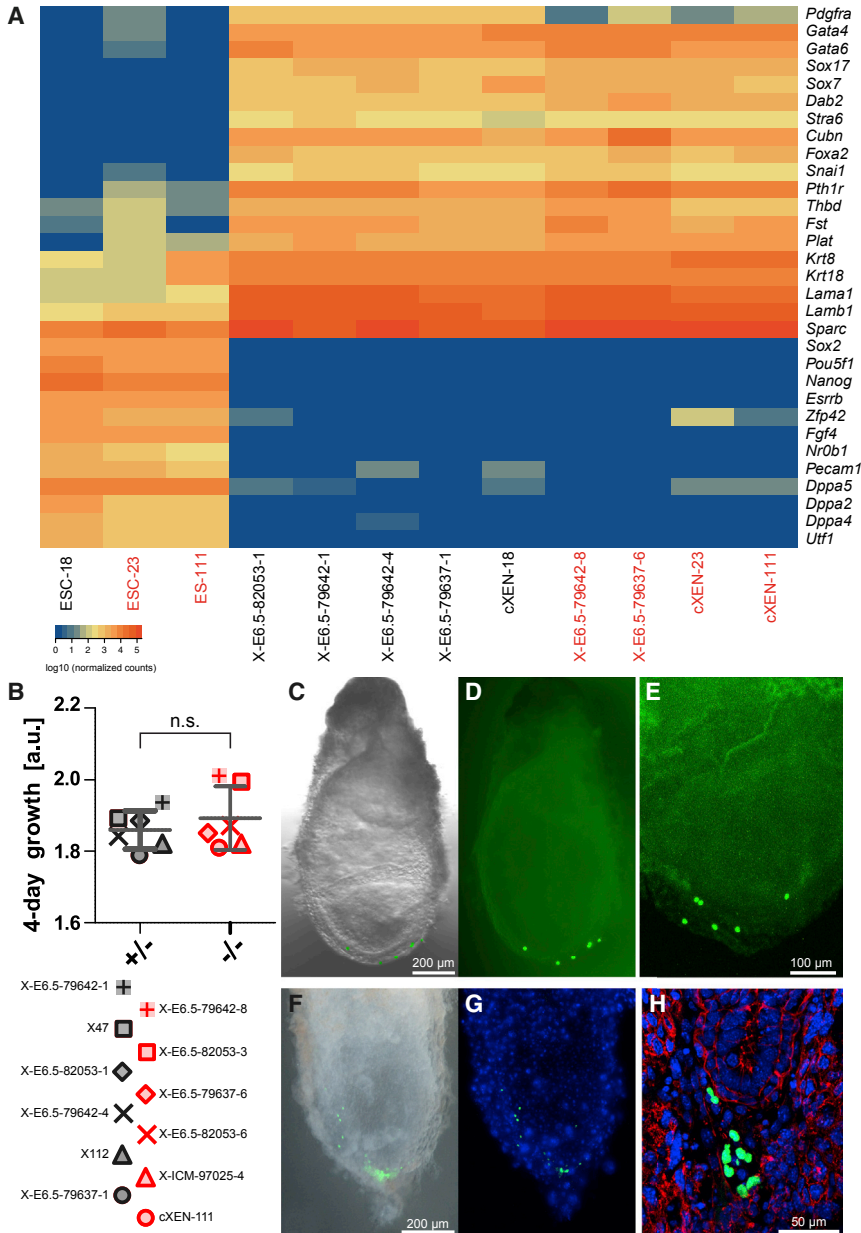 A
Pdgfra
Gata4
Gata6
Sox17
Sox7
Dab2
Stra6
Cubn
Foxa2
Snai1
Pth1r
Thbd
Fst
Plat
Krt8
Krt18
Lama1
Lamb1
Sparc
Sox2
Pou5f1
Nanog
Esrrb
Zfp42
Fgf4
Nr0b1
Pecam1
Dppa5
Dppa2
Dppa4
Utf1
ESC-18
ESC-23
ES-111
X-E6.5-82053-1
X-E6.5-79642-1
X-E6.5-79642-4
X-E6.5-79637-1
cXEN-18
X-E6.5-79642-8
X-E6.5-79637-6
cXEN-23
cXEN-111
0 1 2 3 4 5
log10 (normalized counts)
B
4-day growth [a.u.]
2.2
2.0
1.8
1.6
n.s.
+/-
-/-
X-E6.5-79642-1
X-E6.5-79642-8
X47
X-E6.5-82053-3
X-E6.5-82053-1
X-E6.5-79637-6
X-E6.5-79642-4
X-E6.5-82053-6
X112
X-ICM-97025-4
X-E6.5-79637-1
cXEN-111
C
200 µm
D
E
100 µm
F
200 µm
G
H
50 µm